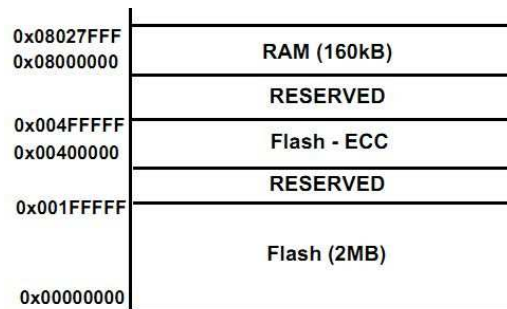 0x08027FFF
0x08000000
RAM (160kB)
RESERVED
0x004FFFFF
0x00400000
Flash - ECC
RESERVED
0x001FFFFF
Flash (2MB)
0x00000000